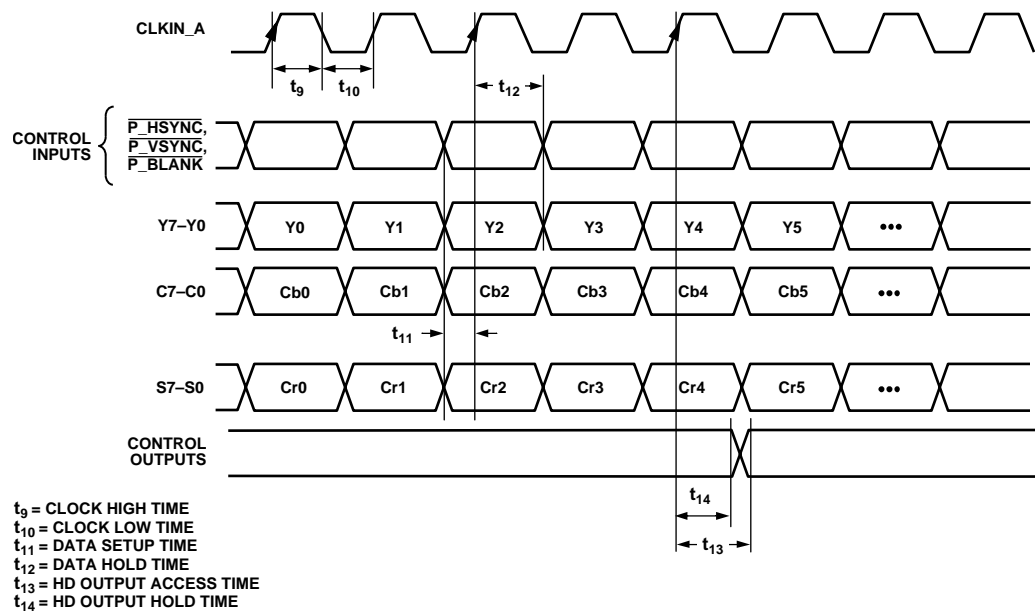 CLKIN_A
t9
t10
t12
CONTROL
INPUTS
P_HSYNC,
P_VSYNC,
P_BLANK
Y7–Y0
Y0
Y1
Y2
Y3
Y4
Y5
•••
C7–C0
Cb0
Cb1
Cb2
Cb3
Cb4
Cb5
•••
t11
S7–S0
Cr0
Cr1
Cr2
Cr3
Cr4
Cr5
•••
CONTROL
OUTPUTS
t14
t13
t9 = CLOCK HIGH TIME
t10 = CLOCK LOW TIME
t11 = DATA SETUP TIME
t12 = DATA HOLD TIME
t13 = HD OUTPUT ACCESS TIME
t14 = HD OUTPUT HOLD TIME